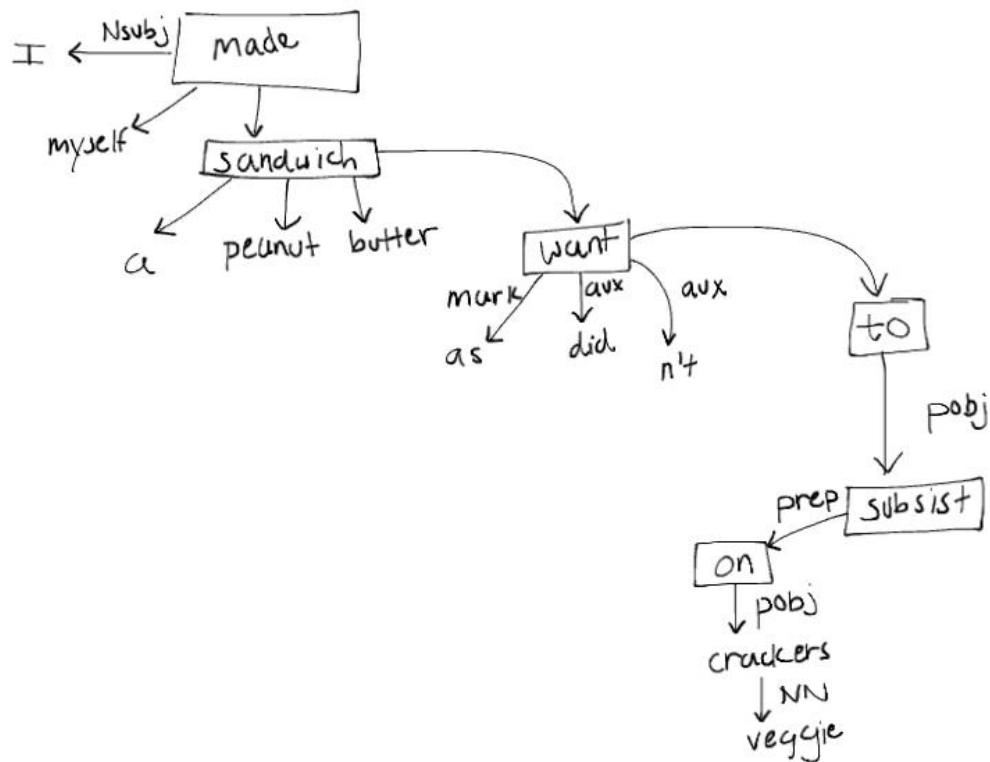 Nsubj
I
made
myself
sandwich
a
peanut
butter
want
mark
aux
aux
as
did
n't
to
pobj
subsist
prep
on
pobj
crackers
NN
veggie